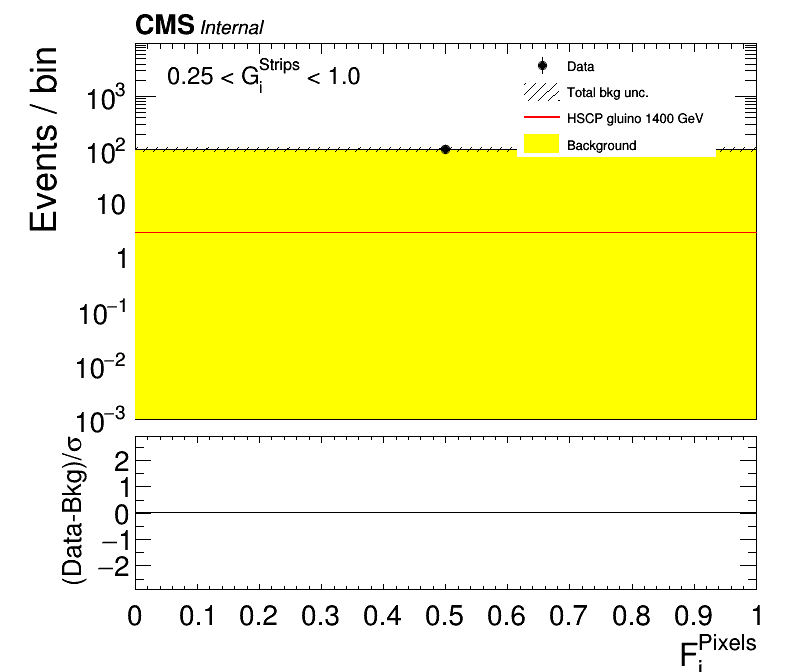 CMS Internal
Events / bin
0.25 < G_i^Strips < 1.0
Data
Total bkg unc.
HSCP gluino 1400 GeV
Background
10^3
10^2
10
1
10^−1
10^−2
10^−3
(Data-Bkg)/σ
2
1
0
−1
−2
0 0.1 0.2 0.3 0.4 0.5 0.6 0.7 0.8 0.9 1
F_i^Pixels